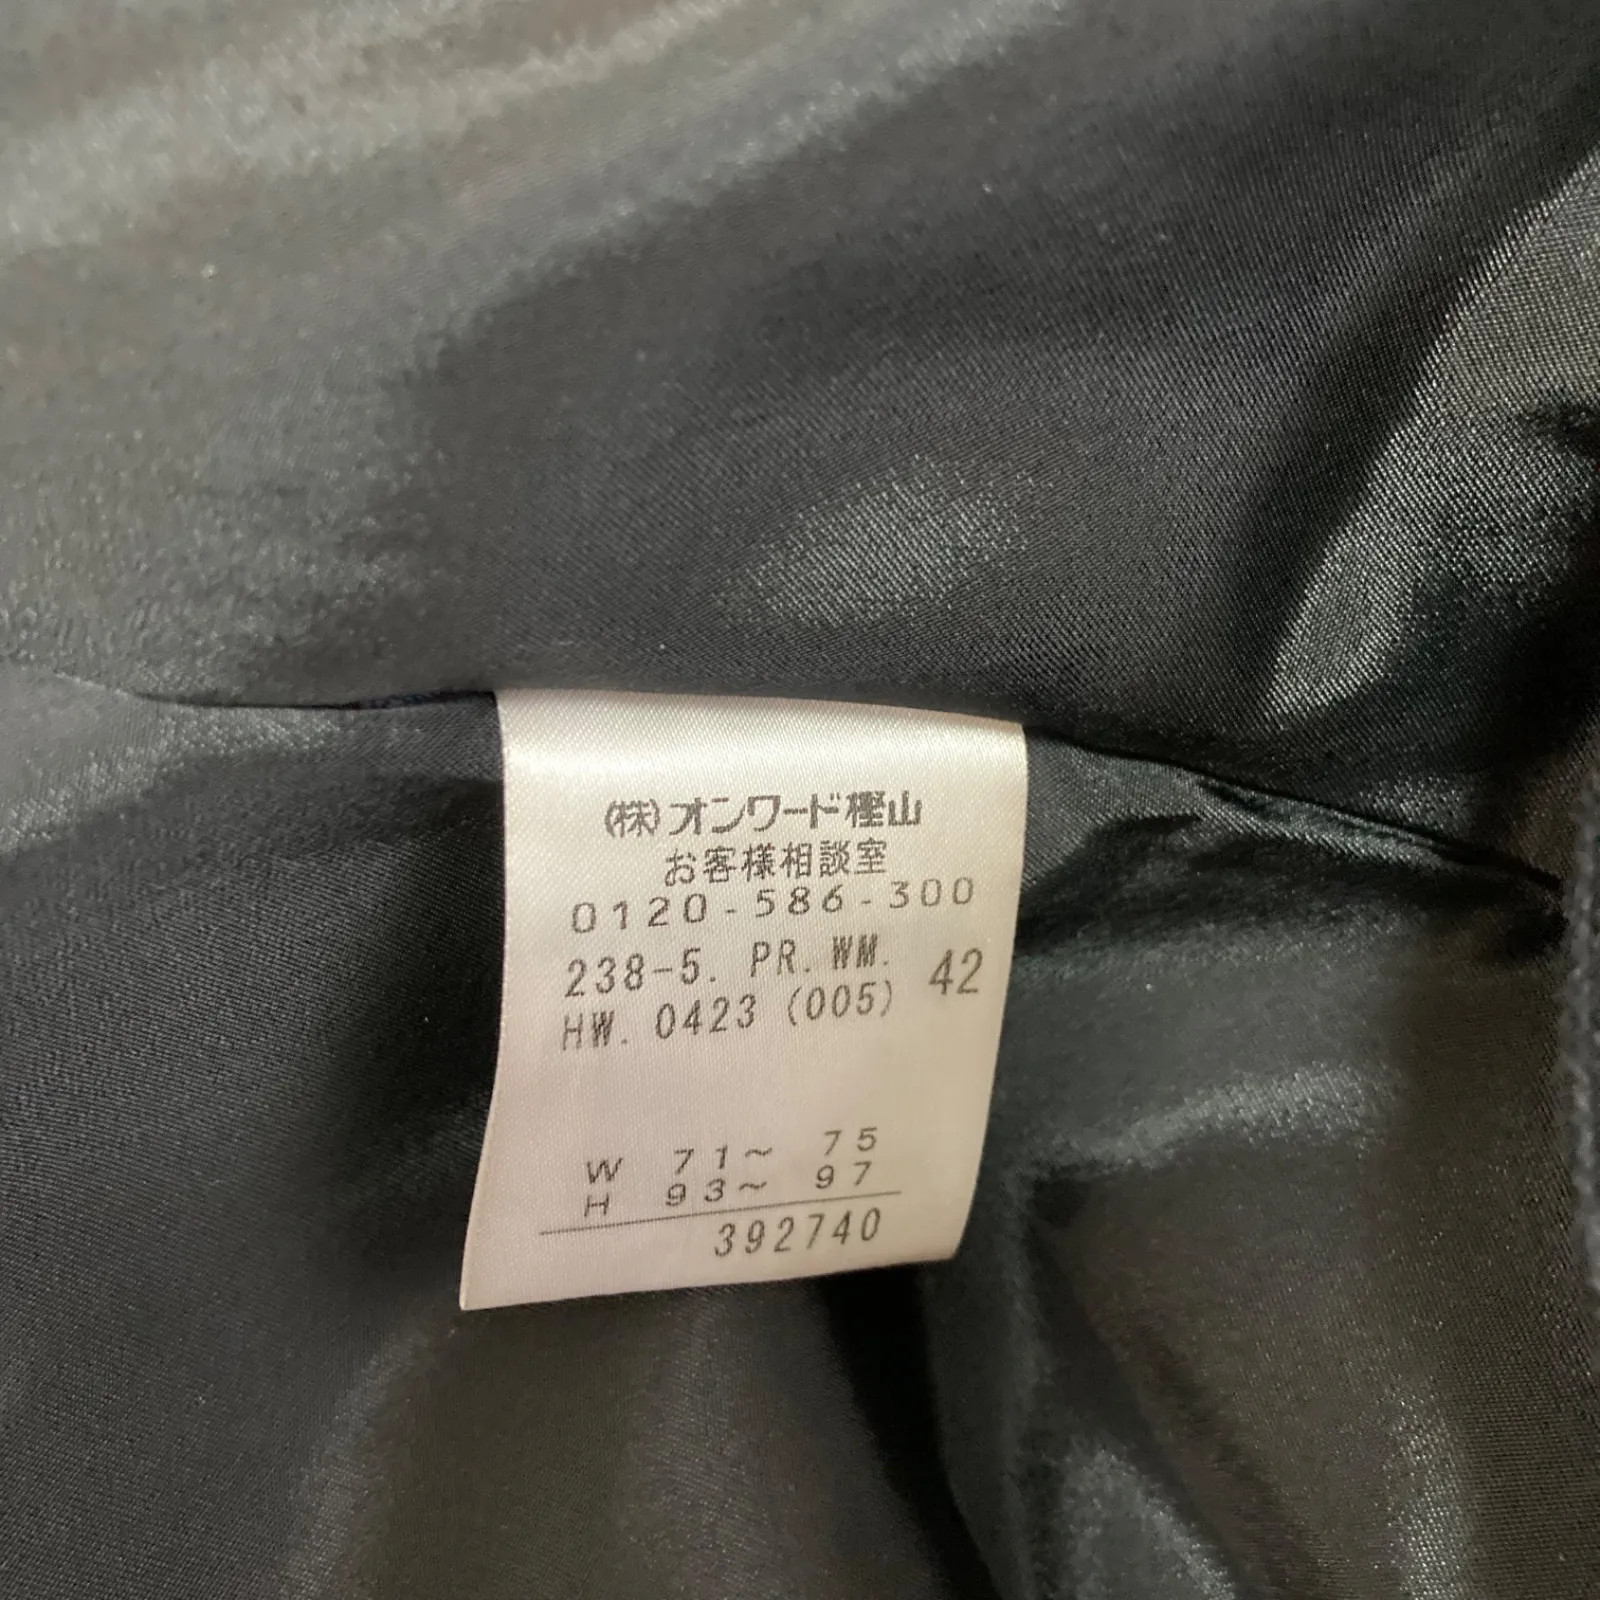 (株)オンワード樫山
お客様相談室
0120-586-300
238-5. PR. WM. 42
HW. 0423 (005)
W 71~ 75
H 93~ 97
392740